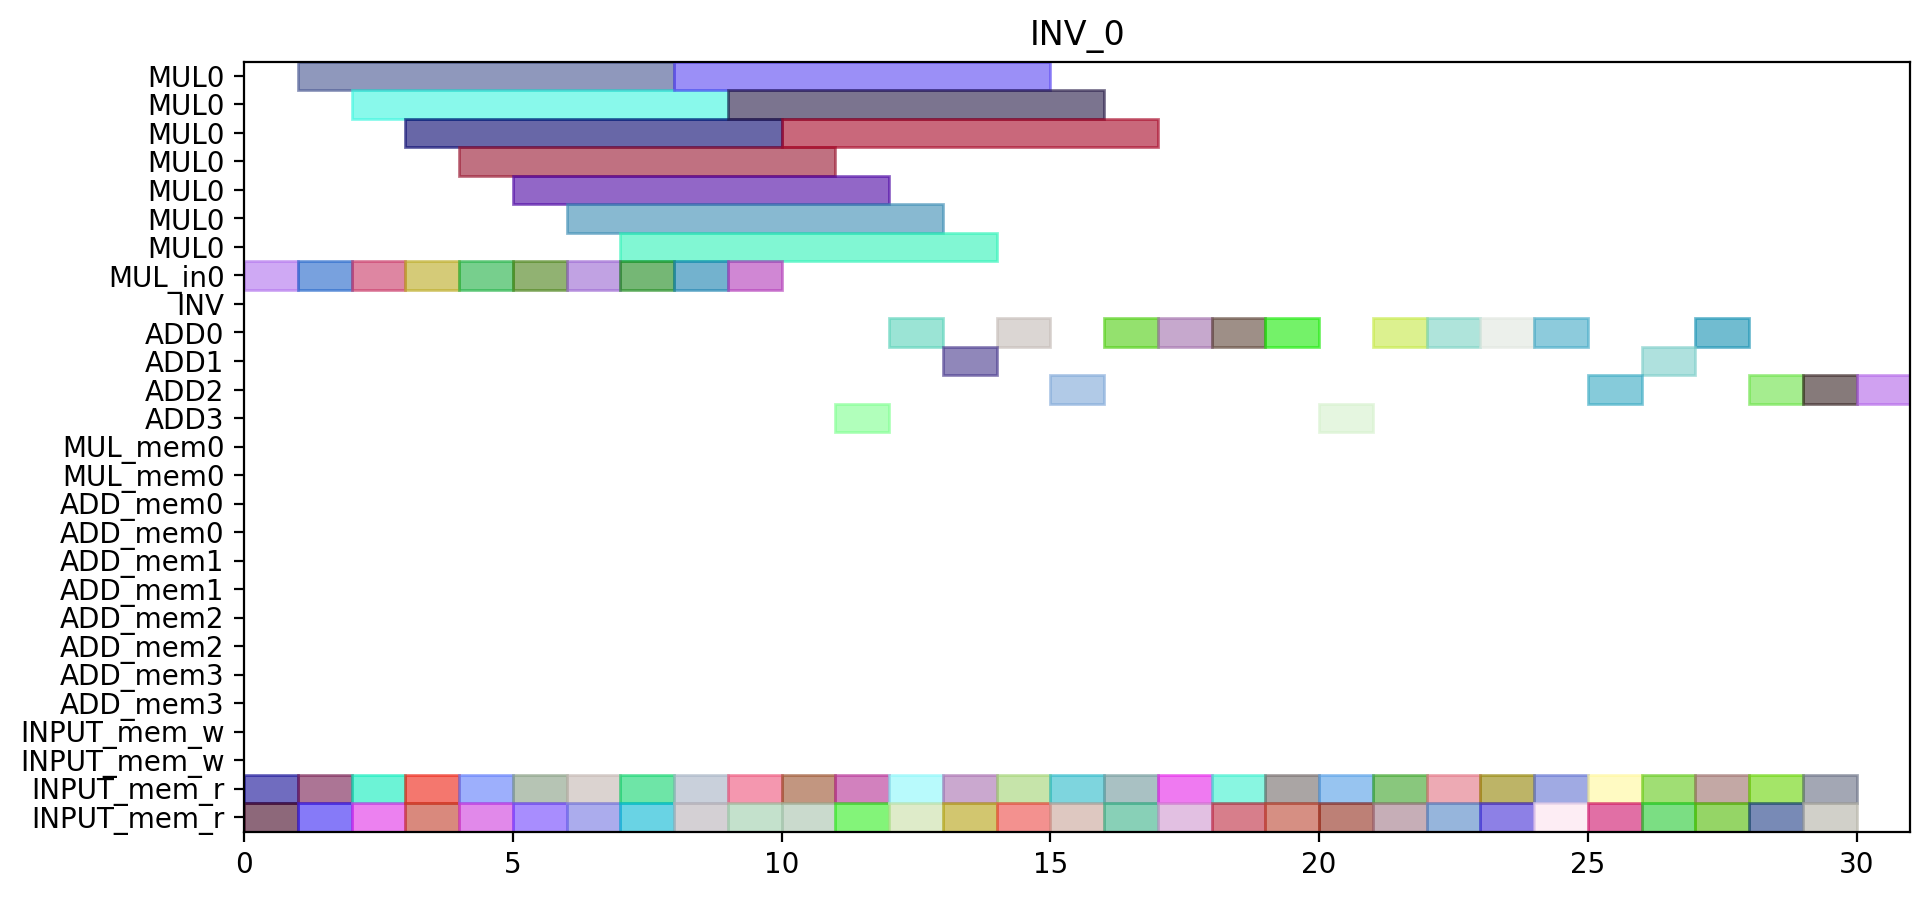 INV_0
MUL0
MUL0
MUL0
MUL0
MUL0
MUL0
MUL0
MUL_in0
INV
ADD0
ADD1
ADD2
ADD3
MUL_mem0
MUL_mem0
ADD_mem0
ADD_mem0
ADD_mem1
ADD_mem1
ADD_mem2
ADD_mem2
ADD_mem3
ADD_mem3
INPUT_mem_w
INPUT_mem_w
INPUT_mem_r
INPUT_mem_r
0 5 10 15 20 25 30